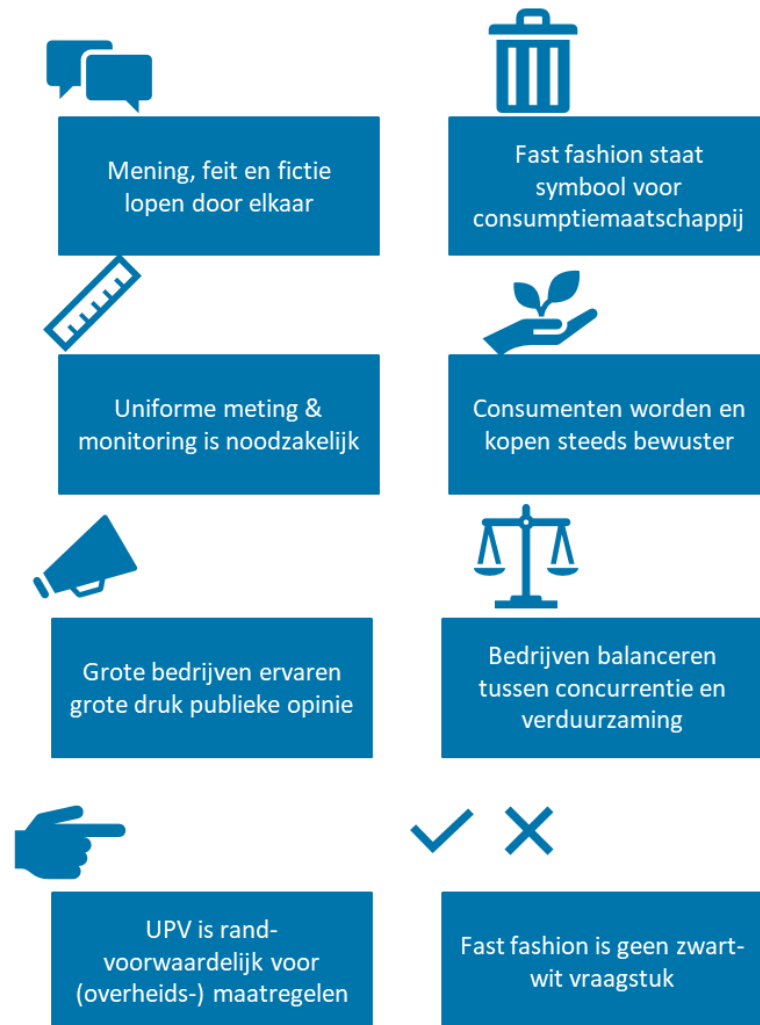 Mening, feit en fictie
lopen door elkaar
Fast fashion staat
symbool voor
consumptiemaatschappij
Uniforme meting &
monitoring is noodzakelijk
Consumenten worden en
kopen steeds bewuster
Grote bedrijven ervaren
grote druk publieke opinie
Bedrijven balanceren
tussen concurrentie en
verduurzaming
UPV is rand-
voorwaardelijk voor
(overheids-) maatregelen
Fast fashion is geen zwart-
wit vraagstuk